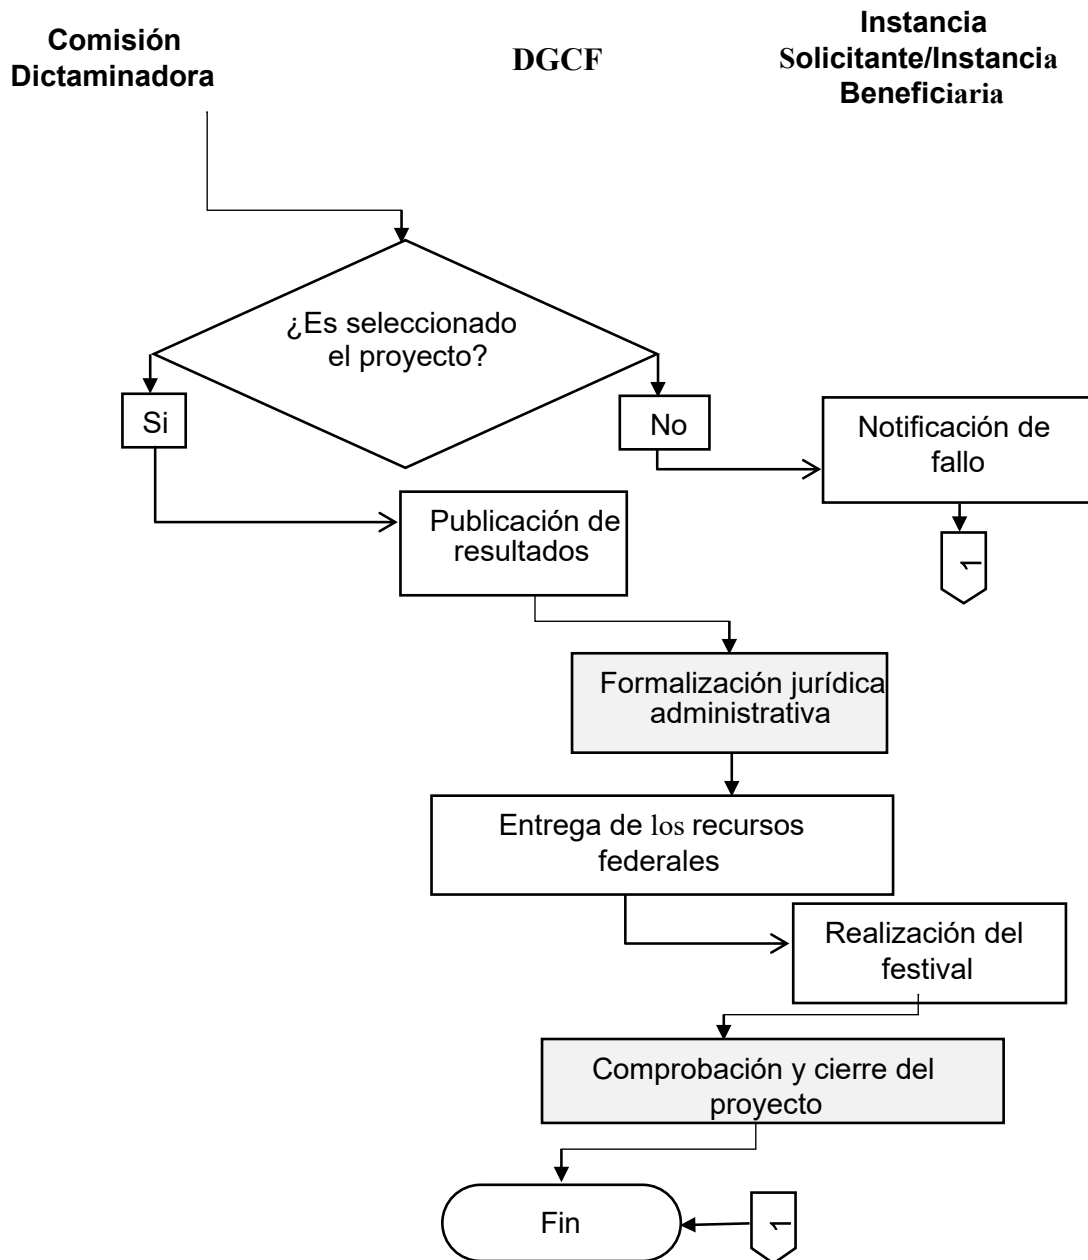 Comisión
Dictaminadora
DGCF
Instancia
Solicitante/Instancia
Beneficiaria
¿Es seleccionado
el proyecto?
Si
No
Notificación de
fallo
1
Publicación de
resultados
Formalización jurídica
administrativa
Entrega de los recursos
federales
Realización del
festival
Comprobación y cierre del
proyecto
Fin
1